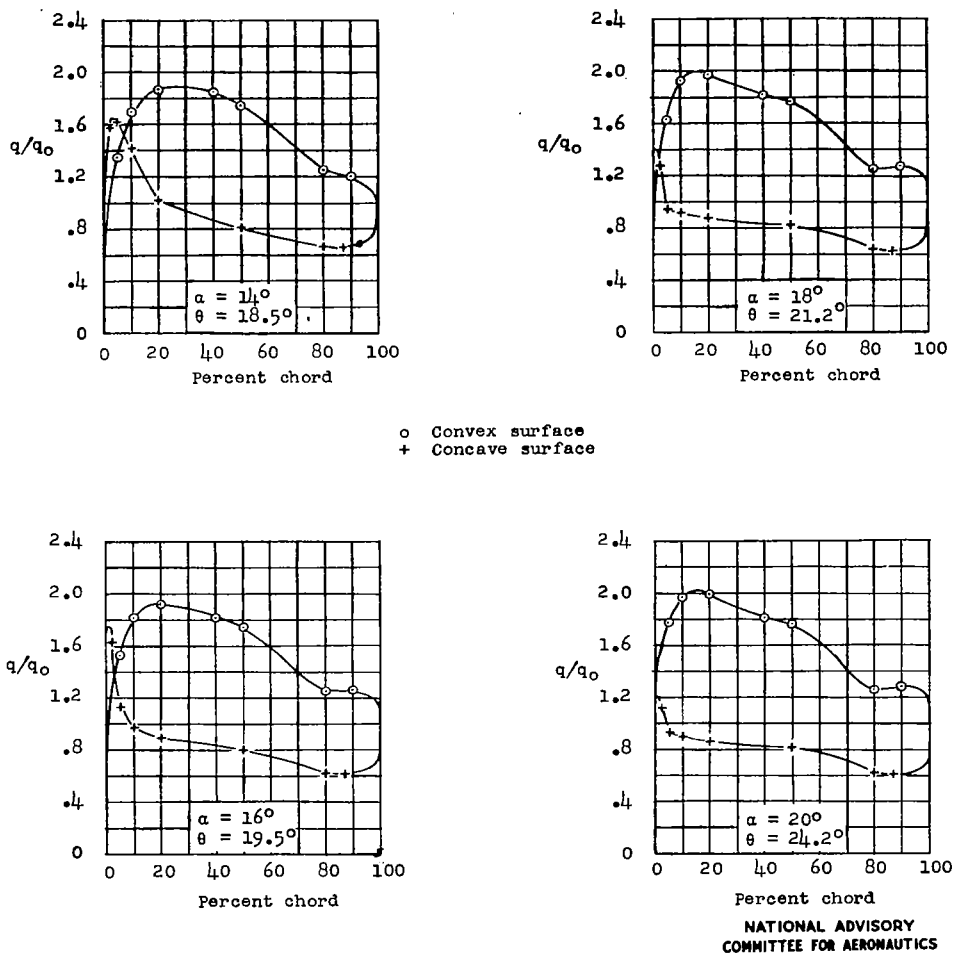 2.4
2.0
1.6
q/qo
1.2
.8
.4
0
α = 14°
θ = 18.5°
0 20 40 60 80 100
Percent chord
2.4
2.0
1.6
q/qo
1.2
.8
.4
0
α = 18°
θ = 21.2°
0 20 40 60 80 100
Percent chord
o Convex surface
+ Concave surface
2.4
2.0
1.6
q/qo
1.2
.8
.4
0
α = 16°
θ = 19.5°
0 20 40 60 80 100
Percent chord
2.4
2.0
1.6
q/qo
1.2
.8
.4
0
α = 20°
θ = 24.2°
0 20 40 60 80 100
Percent chord
NATIONAL ADVISORY
COMMITTEE FOR AERONAUTICS